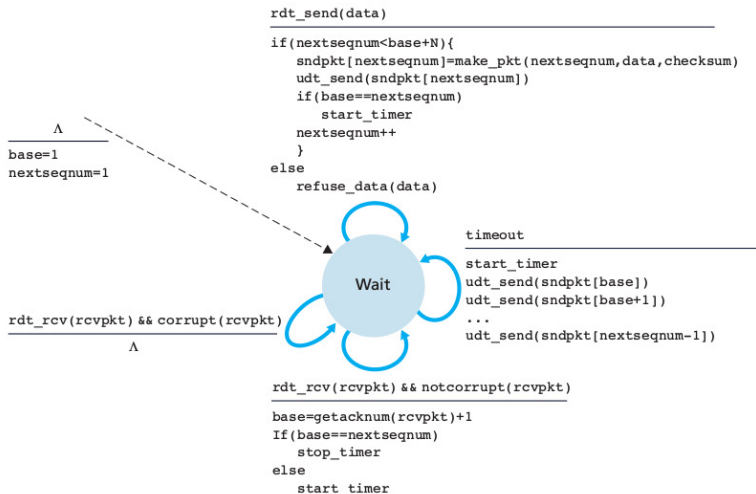 rdt_send(data)
if(nextseqnum<base+N){
sndpkt[nextseqnum]=make_pkt(nextseqnum,data,checksum)
udt_send(sndpkt[nextseqnum])
if(base==nextseqnum)
start_timer
nextseqnum++
}
else
refuse_data(data)
Λ
base=1
nextseqnum=1
Wait
timeout
start_timer
udt_send(sndpkt[base])
udt_send(sndpkt[base+1])
...
udt_send(sndpkt[nextseqnum-1])
rdt_rcv(rcvpkt) && corrupt(rcvpkt)
Λ
rdt_rcv(rcvpkt) && notcorrupt(rcvpkt)
base=getacknum(rcvpkt)+1
If(base==nextseqnum)
stop_timer
else
start_timer